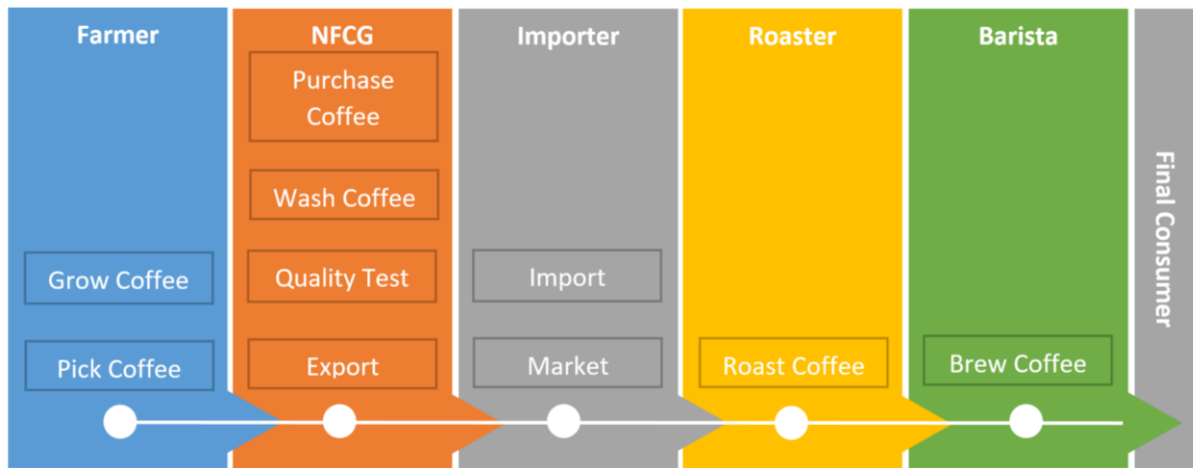 Farmer
Grow Coffee
Pick Coffee
NFCG
Purchase
Coffee
Wash Coffee
Quality Test
Export
Importer
Import
Market
Roaster
Roast Coffee
Barista
Brew Coffee
Final Consumer